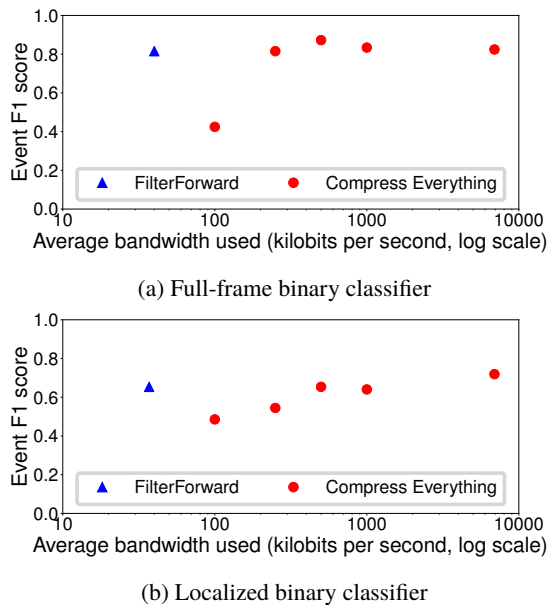 1.0
0.8
0.6
0.4
0.2
0.0
Event F1 score
FilterForward Compress Everything
10 100 1000 10000
Average bandwidth used (kilobits per second, log scale)
(a) Full-frame binary classifier
1.0
0.8
0.6
0.4
0.2
0.0
Event F1 score
FilterForward Compress Everything
10 100 1000 10000
Average bandwidth used (kilobits per second, log scale)
(b) Localized binary classifier